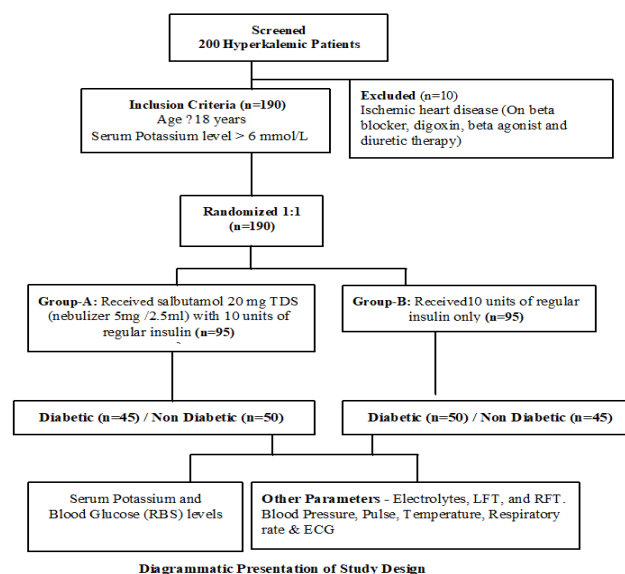 Screened
200 Hyperkalemic Patients
Inclusion Criteria (n=190)
Age ?18 years
Serum Potassium level > 6 mmol/L
Excluded (n=10)
Ischemic heart disease (On beta
blocker, digoxin, beta agonist and
diuretic therapy)
Randomized 1:1
(n=190)
Group-A: Received salbutamol 20 mg TDS
(nebulizer 5mg /2.5ml) with 10 units of
regular insulin (n=95)
Group-B: Received10 units of
regular insulin only (n=95)
Diabetic (n=45) / Non Diabetic (n=50)
Diabetic (n=50) / Non Diabetic (n=45)
Serum Potassium and
Blood Glucose (RBS) levels
Other Parameters - Electrolytes, LFT, and RFT.
Blood Pressure, Pulse, Temperature, Respiratory
rate & ECG
Diagrammatic Presentation of Study Design